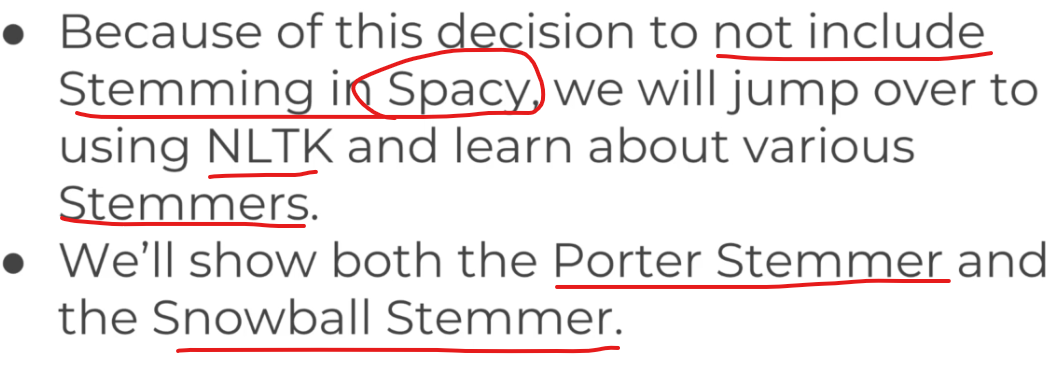 ● Because of this decision to not include
Stemming in Spacy, we will jump over to
using NLTK and learn about various
Stemmers.
● We’ll show both the Porter Stemmer and
the Snowball Stemmer.